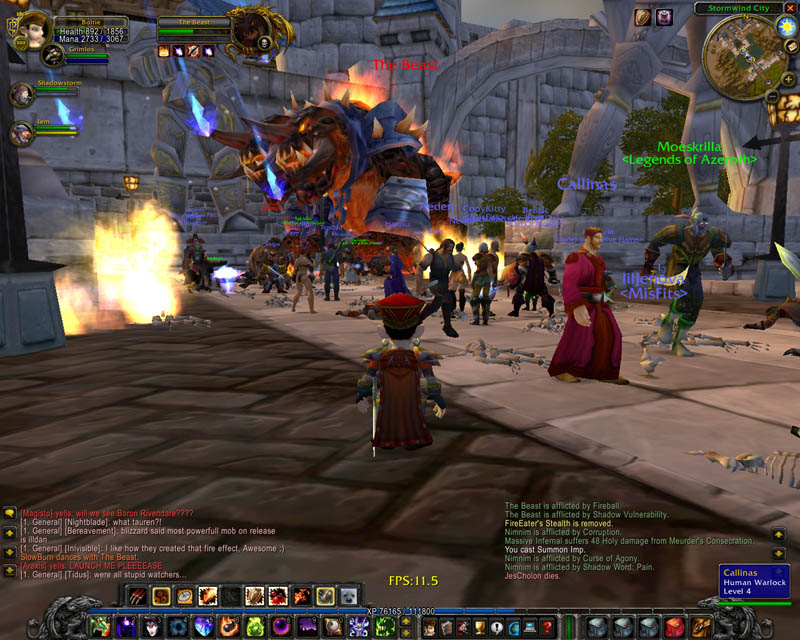 Boltie
Health 892 / 1856
Mana 2733 / 3067
The Beast
Grimlos
Shadowstorm
Stormwind City
N
The Beast
Moeskrilla
<Legends of Azeroth>
Callinas
CopyKitty
lillenova
<MisFits>
[Magisto] yells: will we see Baron Rivendare????
[1. General] [Nightblade]: what tauren?!
[1. General] [Bereavement]: blizzard said most powerfull mob on release
is illdan
[1. General] [Inivisible]: I like how they created that fire effect. Awesome :)
SlowBurn dances with The Beast.
[Araxis] yells: LAUNCH ME PLEEEEASE
[1. General] [Tidus]: were all stupid watchers...
The Beast is afflicted by Fireball.
The Beast is afflicted by Shadow Vulnerability.
FireEater's Stealth is removed.
Nimnim is afflicted by Corruption.
Massive Infernal suffers 48 Holy damage from Meurder's Consecration.
You cast Summon Imp.
Nimnim is afflicted by Curse of Agony.
Nimnim is afflicted by Shadow Word: Pain.
JesCholon dies.
FPS:11.5
Callinas
Human Warlock
Level 4
XP 76165 / 111800